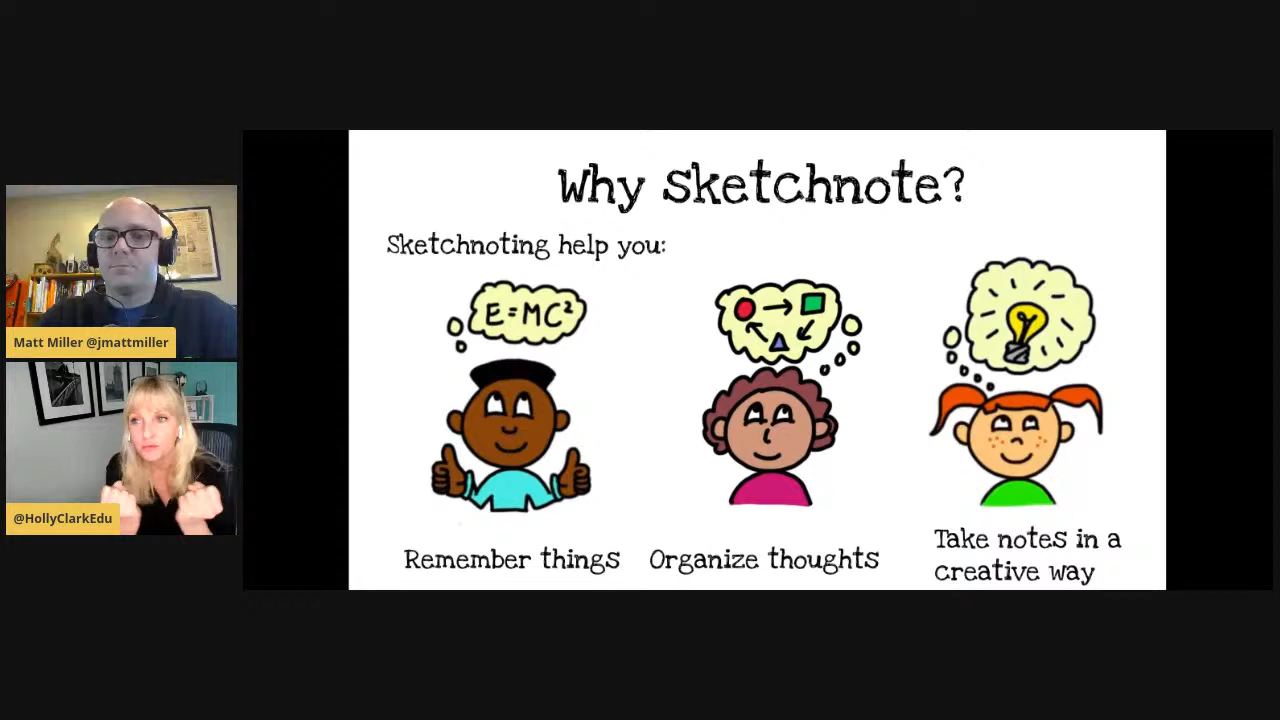 Why sketchnote?
Sketchnoting help you:
E=MC²
Remember things
Organize thoughts
Take notes in a
creative way
Matt Miller @jmattmiller
@HollyClarkEdu